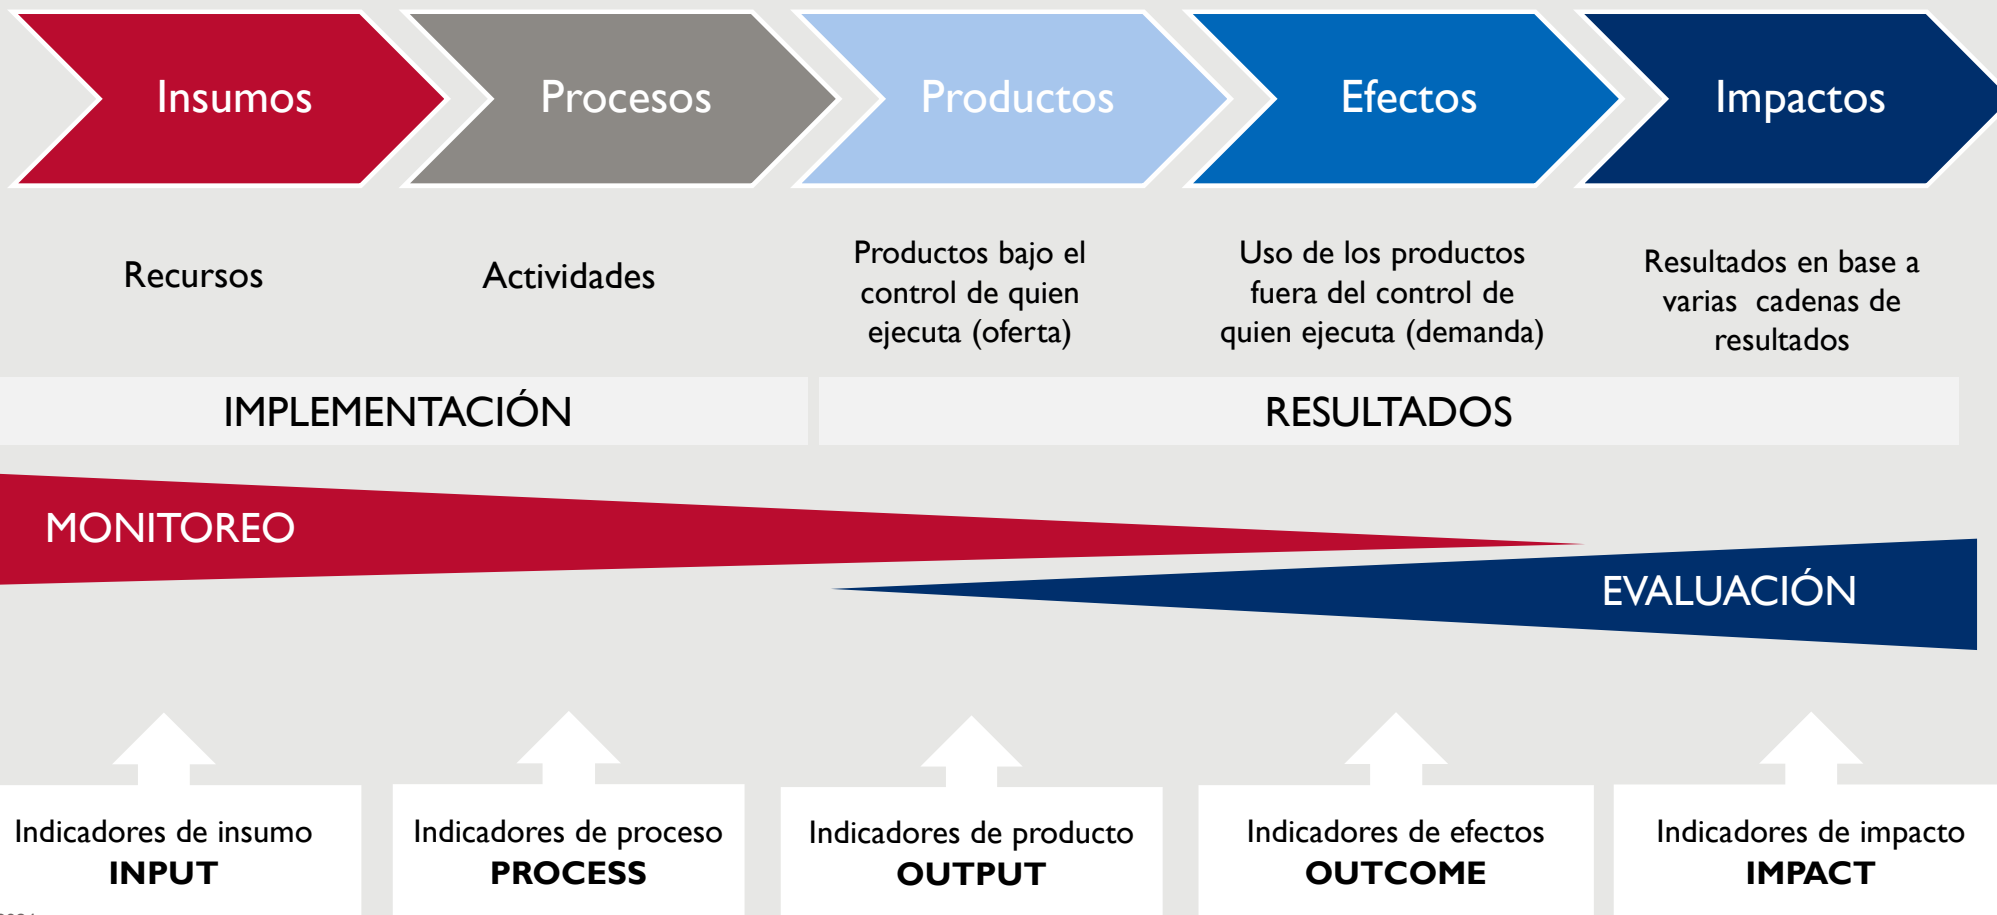 Insumos
Procesos
Productos
Efectos
Impactos
Recursos
Actividades
Productos bajo el
control de quien
ejecuta (oferta)
Uso de los productos
fuera del control de
quien ejecuta (demanda)
Resultados en base a
varias cadenas de
resultados
IMPLEMENTACIÓN
RESULTADOS
MONITOREO
EVALUACIÓN
Indicadores de insumo
INPUT
Indicadores de proceso
PROCESS
Indicadores de producto
OUTPUT
Indicadores de efectos
OUTCOME
Indicadores de impacto
IMPACT